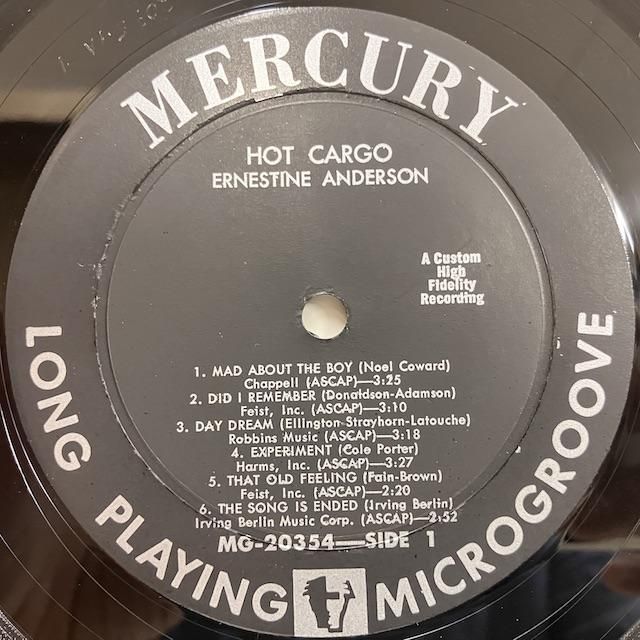 MERCURY
HOT CARGO
ERNESTINE ANDERSON
A Custom
High
Fidelity
Recording
1. MAD ABOUT THE BOY (Noel Coward)
Chappell (ASCAP)—3:25
2. DID I REMEMBER (Donaldson-Adamson)
Feist, Inc. (ASCAP)—3:10
3. DAY DREAM (Ellington-Strayhorn-Latouche)
Robbins Music (ASCAP)—3:18
4. EXPERIMENT (Cole Porter)
Harms, Inc. (ASCAP)—3:27
5. THAT OLD FEELING (Fain-Brown)
Feist, Inc. (ASCAP)—2:20
6. THE SONG IS ENDED (Irving Berlin)
Irving Berlin Music Corp. (ASCAP)—2:52
MG-20354—SIDE 1
LONG PLAYING MICROGROOVE